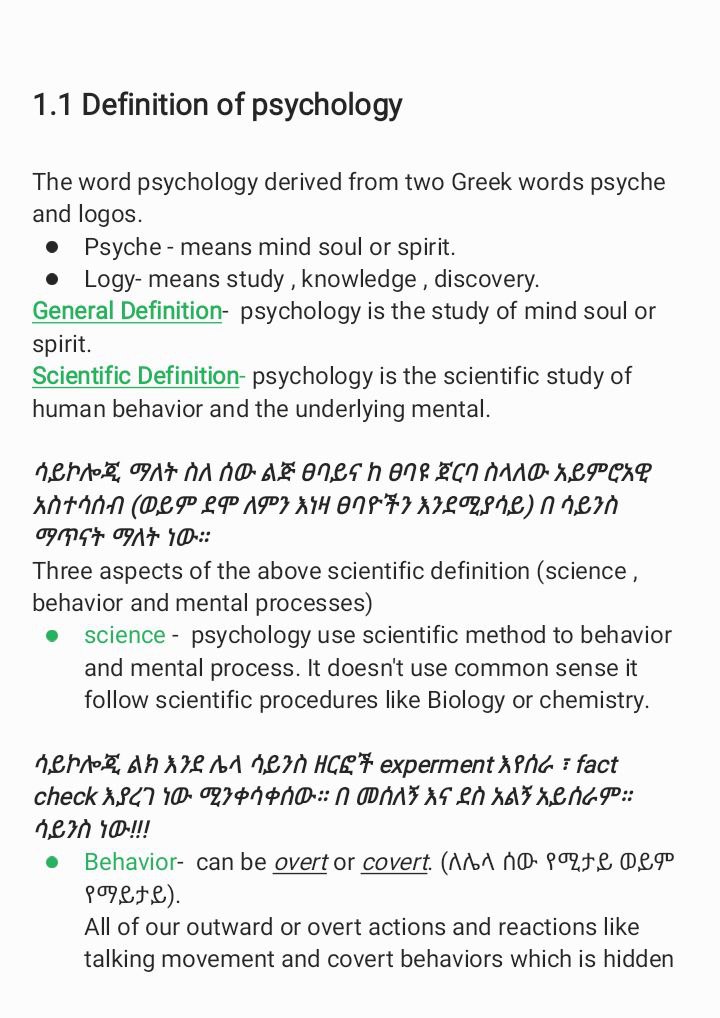 1.1 Definition of psychology
The word psychology derived from two Greek words psyche
and logos.
● Psyche - means mind soul or spirit.
● Logy- means study , knowledge , discovery.
General Definition- psychology is the study of mind soul or
spirit.
Scientific Definition- psychology is the scientific study of
human behavior and the underlying mental.
ሳይኮሎጂ ማለት ስለ ሰው ልጅ ፀባይና ከ ፀባዩ ጀርባ ስላለው አይምሮአዊ
አስተሳሰብ (ወይም ደሞ ለምን እነዛ ፀባዮችን እንደሚያሳይ) በ ሳይንስ
ማጥናት ማለት ነው።
Three aspects of the above scientific definition (science ,
behavior and mental processes)
● science - psychology use scientific method to behavior
and mental process. It doesn't use common sense it
follow scientific procedures like Biology or chemistry.
ሳይኮሎጂ ልክ እንደ ሌላ ሳይንስ ዘርፎች experment እየሰራ ፣ fact
check እያረገ ነው ሚንቀሳቀሰው። በ መሰለኝ እና ደስ አልኝ አይሰራም።
ሳይንስ ነው!!!
● Behavior- can be overt or covert. (ለሌላ ሰው የሚታይ ወይም
የማይታይ).
All of our outward or overt actions and reactions like
talking movement and covert behaviors which is hidden